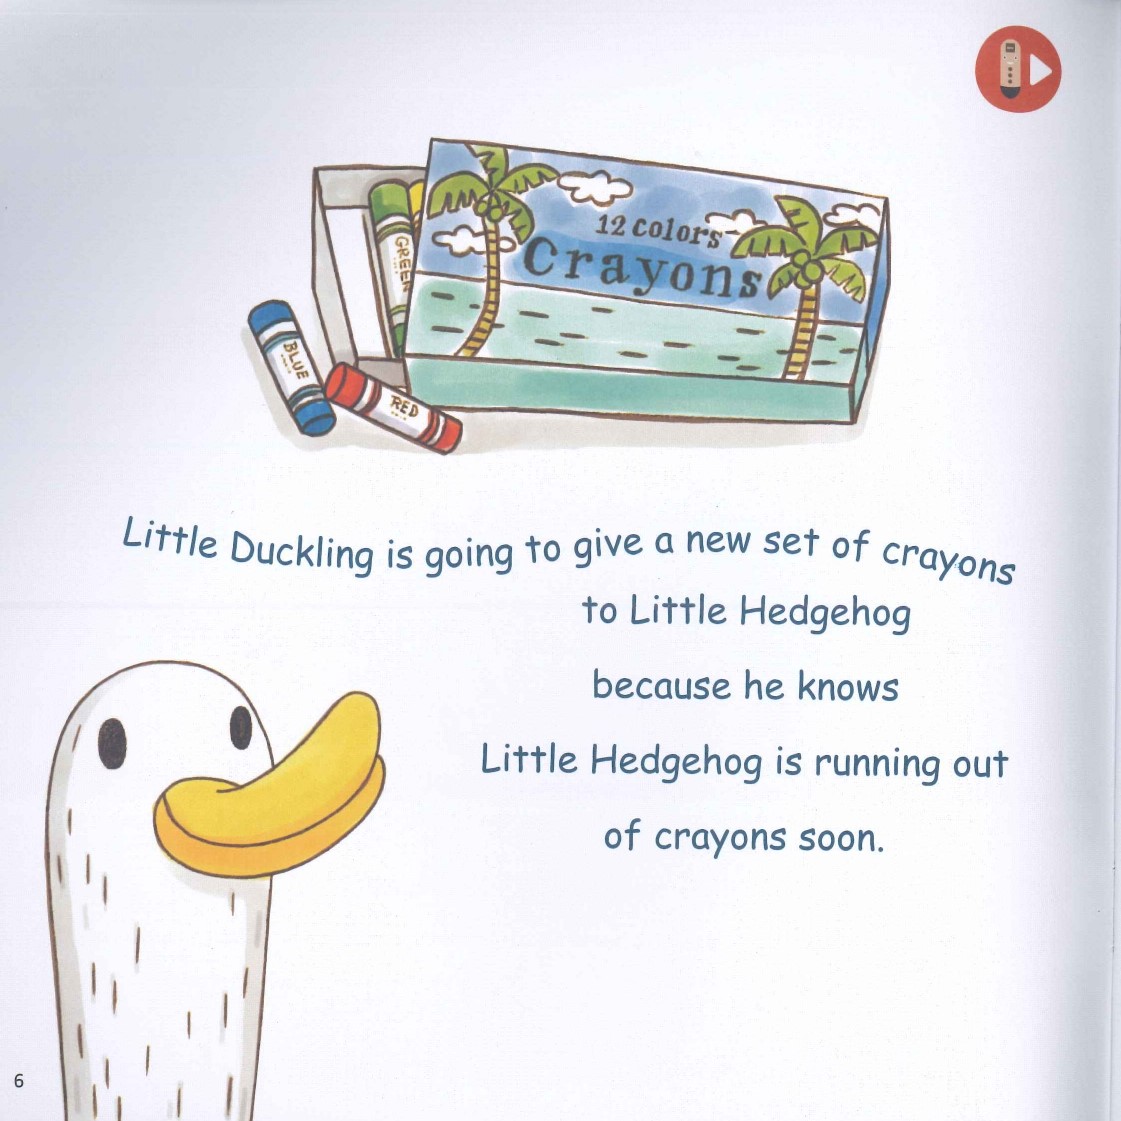 12 colors
Crayons
GREEN
BLUE
RED
Little Duckling is going to give a new set of crayons
to Little Hedgehog
because he knows
Little Hedgehog is running out
of crayons soon.
6